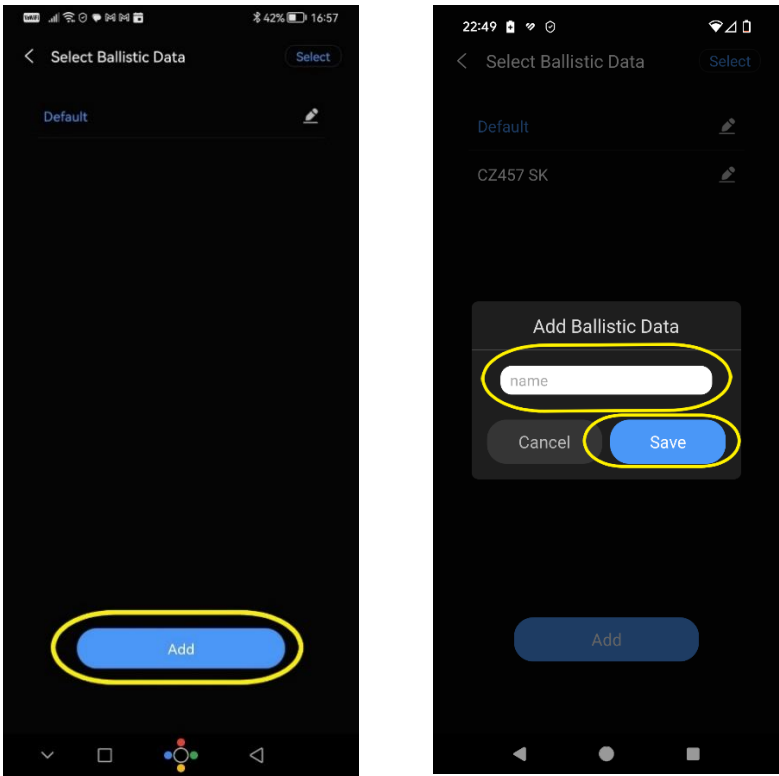 16:57
42%
Select Ballistic Data
Select
Default
Add
22:49
Select Ballistic Data
Select
Default
CZ457 SK
Add Ballistic Data
name
Cancel
Save
Add